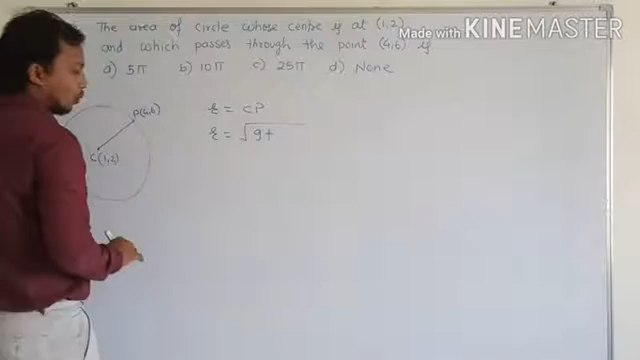 The area of circle whose centre is at (1,2)
and which passes through the point (4,6) is
a) 5π b) 10π c) 25π d) None
P(4,6)
C(1,2)
r = CP
r = √9+
Made with KINEMASTER